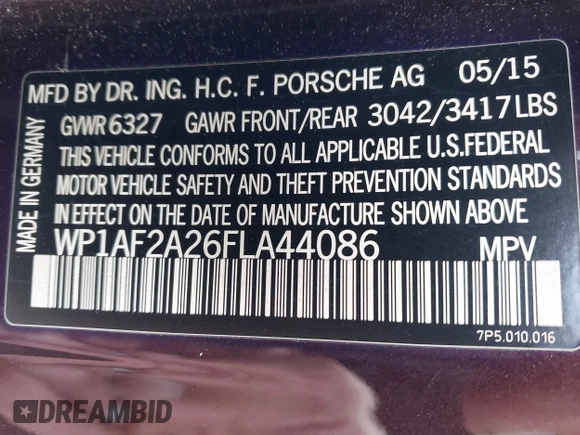 MFD BY DR. ING. H.C. F. PORSCHE AG 05/15
GVWR 6327 GAWR FRONT/REAR 3042/3417 LBS
THIS VEHICLE CONFORMS TO ALL APPLICABLE U.S.FEDERAL
MOTOR VEHICLE SAFETY AND THEFT PREVENTION STANDARDS
IN EFFECT ON THE DATE OF MANUFACTURE SHOWN ABOVE
WP1AF2A26FLA44086 MPV
7P5.010.016
MADE IN GERMANY
DREAMBID